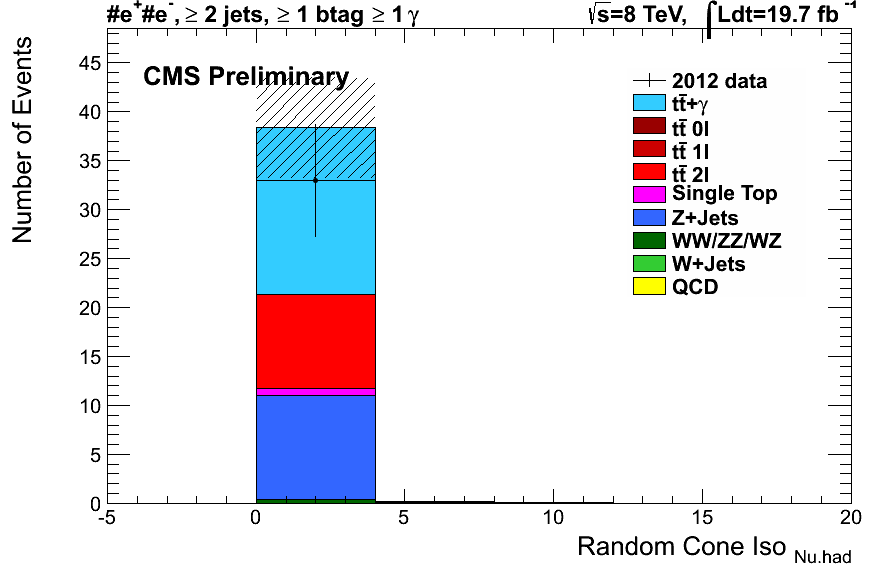 #e⁺#e⁻, ≥ 2 jets, ≥ 1 btag ≥ 1 γ
√s=8 TeV, ∫Ldt=19.7 fb⁻¹
CMS Preliminary
2012 data
tt̄+γ
tt̄ 0l
tt̄ 1l
tt̄ 2l
Single Top
Z+Jets
WW/ZZ/WZ
W+Jets
QCD
Number of Events
45
40
35
30
25
20
15
10
5
0
-5 0 5 10 15 20
Random Cone Iso Nu.had